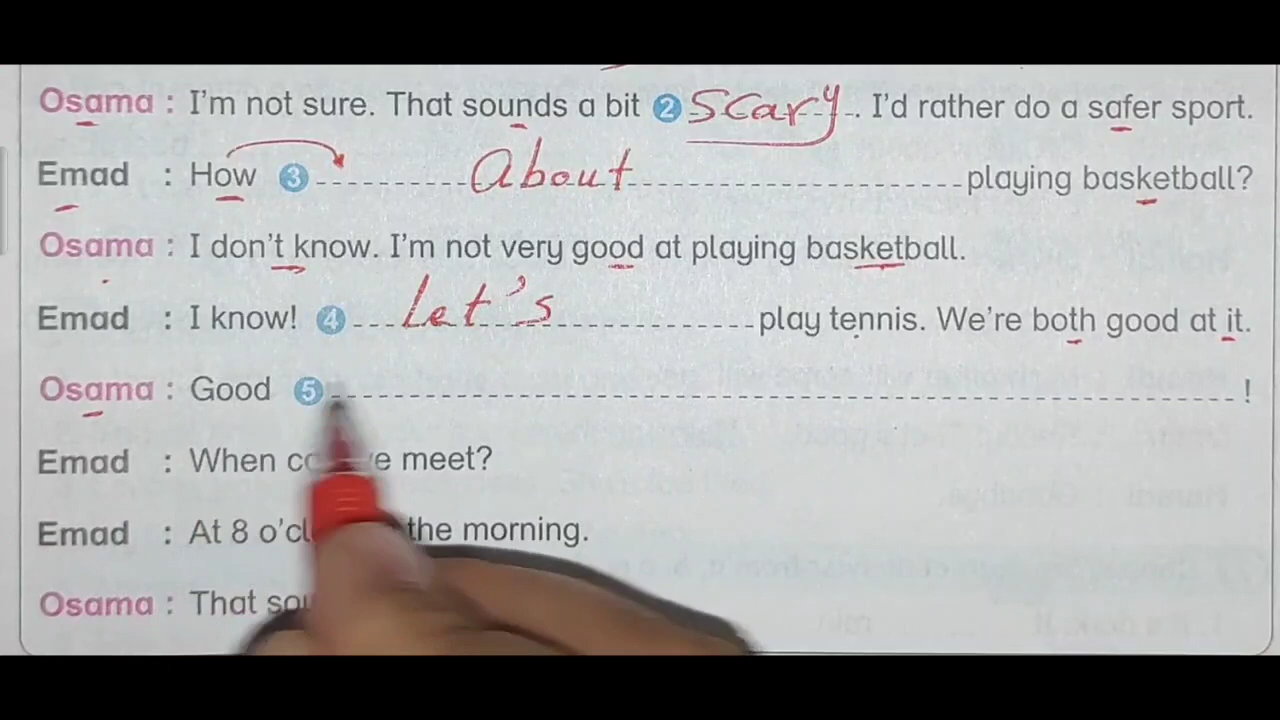 Osama : I'm not sure. That sounds a bit 2 scary. I'd rather do a safer sport.
Emad : How 3 About playing basketball?
Osama : I don't know. I'm not very good at playing basketball.
Emad : I know! 4 Let's play tennis. We're both good at it.
Osama : Good 5 !
Emad : When meet?
Emad : At 8 the morning.
Osama : That